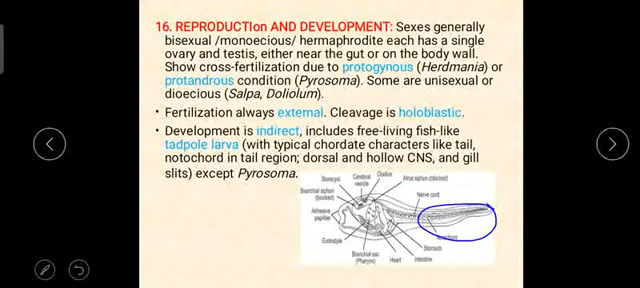 16. REPRODUCTIon AND DEVELOPMENT: Sexes generally
bisexual /monoecious/ hermaphrodite each has a single
ovary and testis, either near the gut or on the body wall.
Show cross-fertilization due to protogynous (Herdmania) or
protandrous condition (Pyrosoma). Some are unisexual or
dioecious (Salpa, Doliolum).
• Fertilization always external. Cleavage is holoblastic.
• Development is indirect, includes free-living fish-like
tadpole larva (with typical chordate characters like tail,
notochord in tail region; dorsal and hollow CNS, and gill
slits) except Pyrosoma.
Statocyst
Cerebral
vesicle
Ocellus
Atrial siphon (blocked)
Branchial siphon
(blocked)
Nerve cord
Adhesive
papillae
Endostyle
Stomach
Branchial sac
(Pharynx)
Heart
Intestine